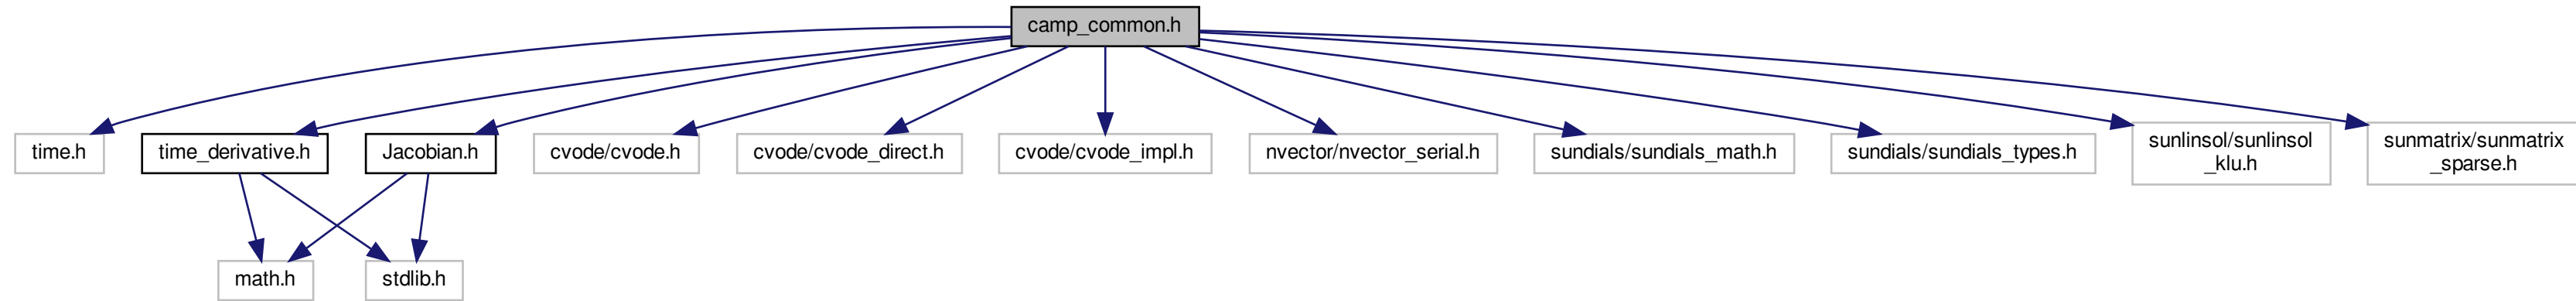 camp_common.h
time.h
time_derivative.h
Jacobian.h
cvode/cvode.h
cvode/cvode_direct.h
cvode/cvode_impl.h
nvector/nvector_serial.h
sundials/sundials_math.h
sundials/sundials_types.h
sunlinsol/sunlinsol
_klu.h
sunmatrix/sunmatrix
_sparse.h
math.h
stdlib.h